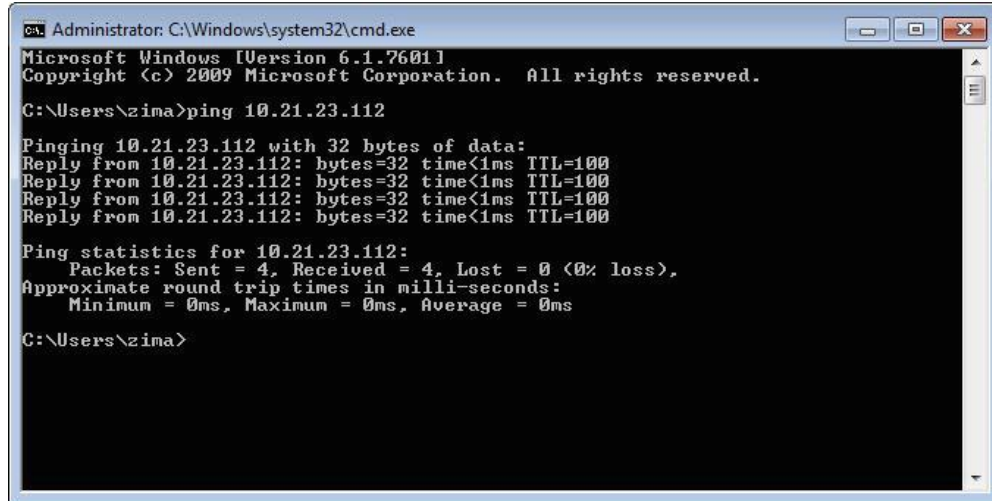 Administrator: C:\Windows\system32\cmd.exe
Microsoft Windows [Version 6.1.7601]
Copyright (c) 2009 Microsoft Corporation.  All rights reserved.
C:\Users\zima>ping 10.21.23.112
Pinging 10.21.23.112 with 32 bytes of data:
Reply from 10.21.23.112: bytes=32 time<1ms TTL=100
Reply from 10.21.23.112: bytes=32 time<1ms TTL=100
Reply from 10.21.23.112: bytes=32 time<1ms TTL=100
Reply from 10.21.23.112: bytes=32 time<1ms TTL=100
Ping statistics for 10.21.23.112:
    Packets: Sent = 4, Received = 4, Lost = 0 (0% loss),
Approximate round trip times in milli-seconds:
    Minimum = 0ms, Maximum = 0ms, Average = 0ms
C:\Users\zima>